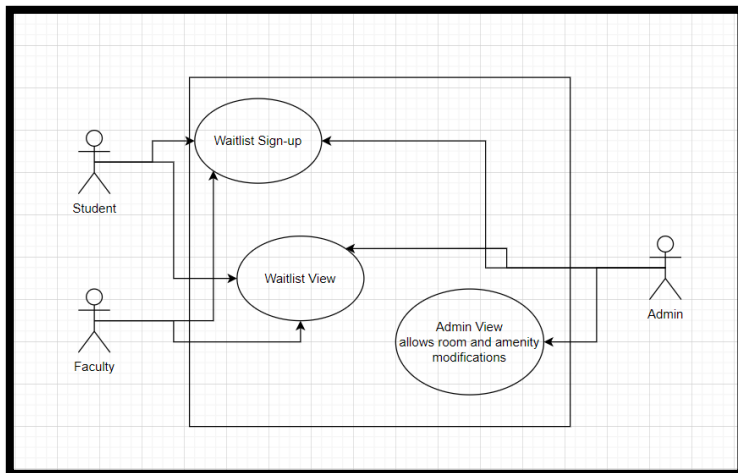 Waitlist Sign-up
Student
Waitlist View
Admin View
allows room and amenity
modifications
Admin
Faculty